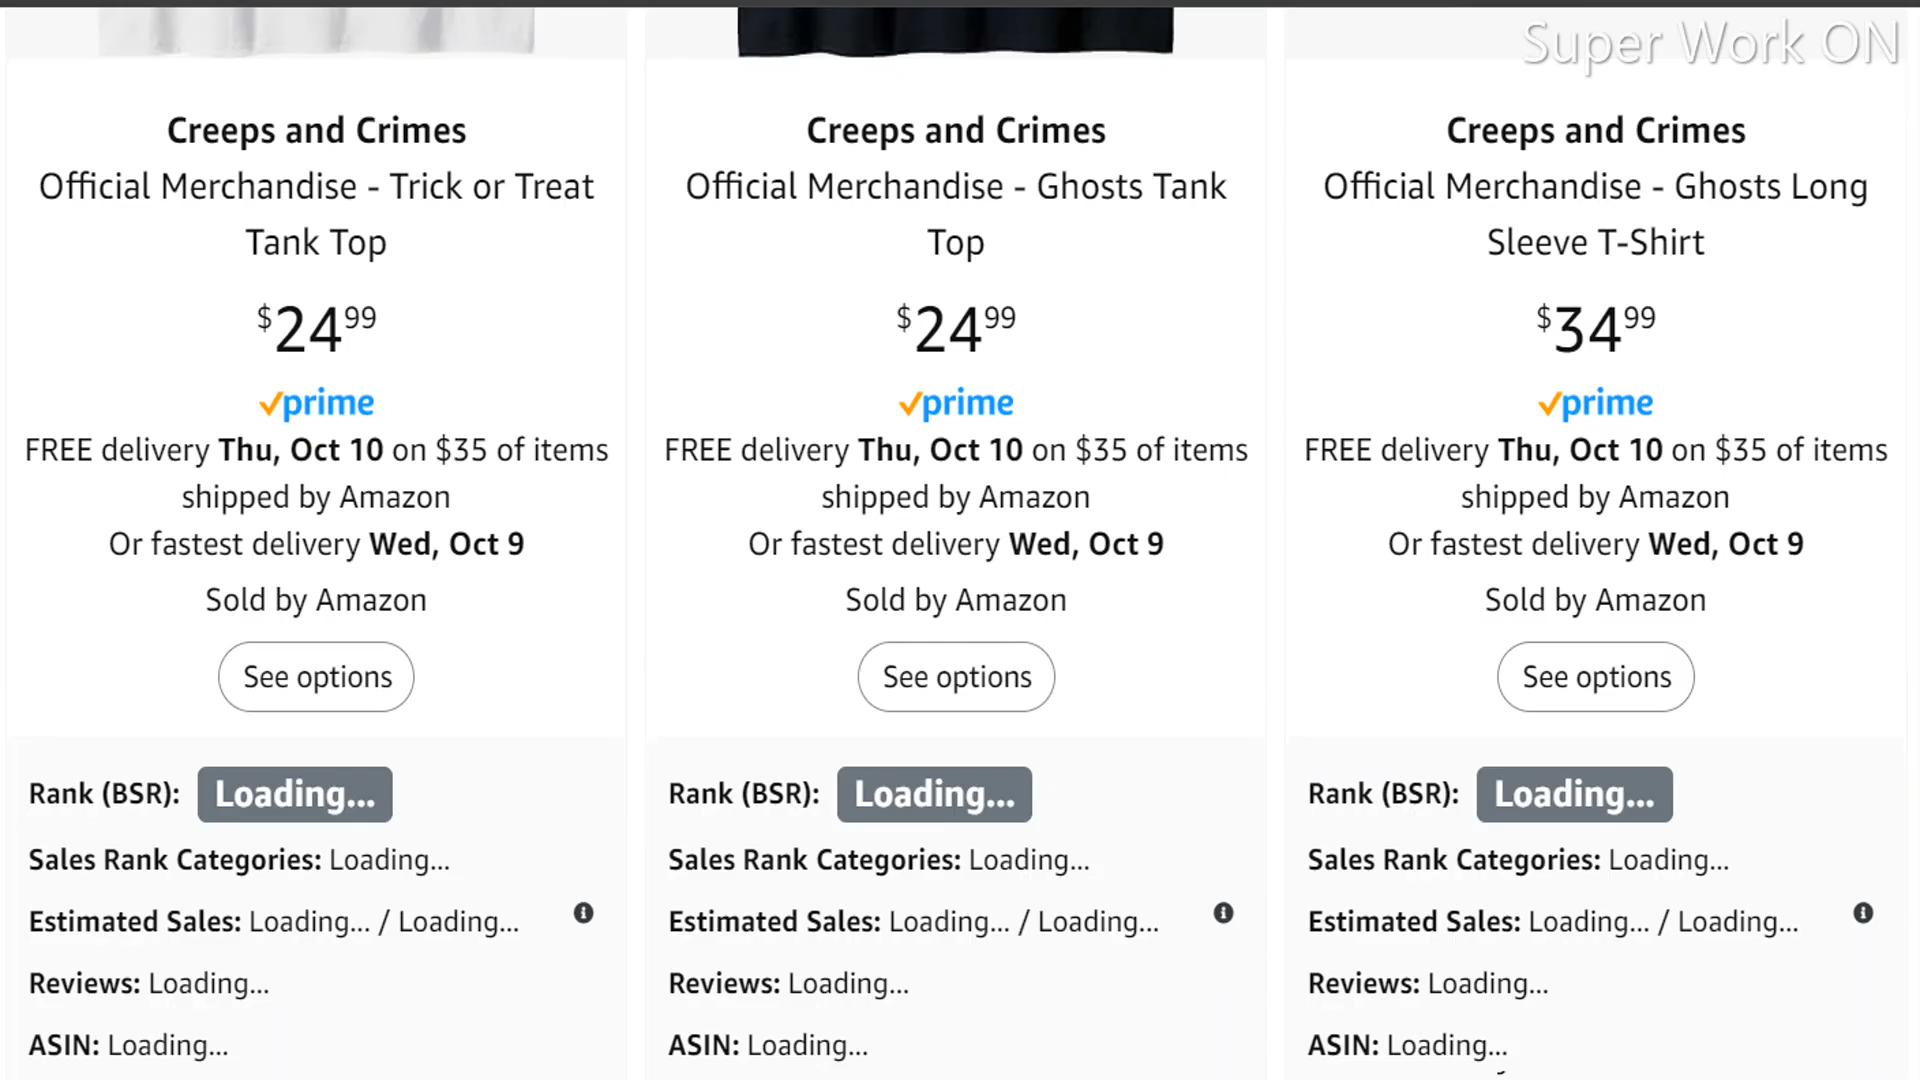 Super Work ON
Creeps and Crimes
Official Merchandise - Trick or Treat
Tank Top
$24 99
prime
FREE delivery Thu, Oct 10 on $35 of items
shipped by Amazon
Or fastest delivery Wed, Oct 9
Sold by Amazon
See options
Rank (BSR): Loading...
Sales Rank Categories: Loading...
Estimated Sales: Loading... / Loading...
Reviews: Loading...
ASIN: Loading...
Creeps and Crimes
Official Merchandise - Ghosts Tank
Top
$24 99
prime
FREE delivery Thu, Oct 10 on $35 of items
shipped by Amazon
Or fastest delivery Wed, Oct 9
Sold by Amazon
See options
Rank (BSR): Loading...
Sales Rank Categories: Loading...
Estimated Sales: Loading... / Loading...
Reviews: Loading...
ASIN: Loading...
Creeps and Crimes
Official Merchandise - Ghosts Long
Sleeve T-Shirt
$34 99
prime
FREE delivery Thu, Oct 10 on $35 of items
shipped by Amazon
Or fastest delivery Wed, Oct 9
Sold by Amazon
See options
Rank (BSR): Loading...
Sales Rank Categories: Loading...
Estimated Sales: Loading... / Loading...
Reviews: Loading...
ASIN: Loading...